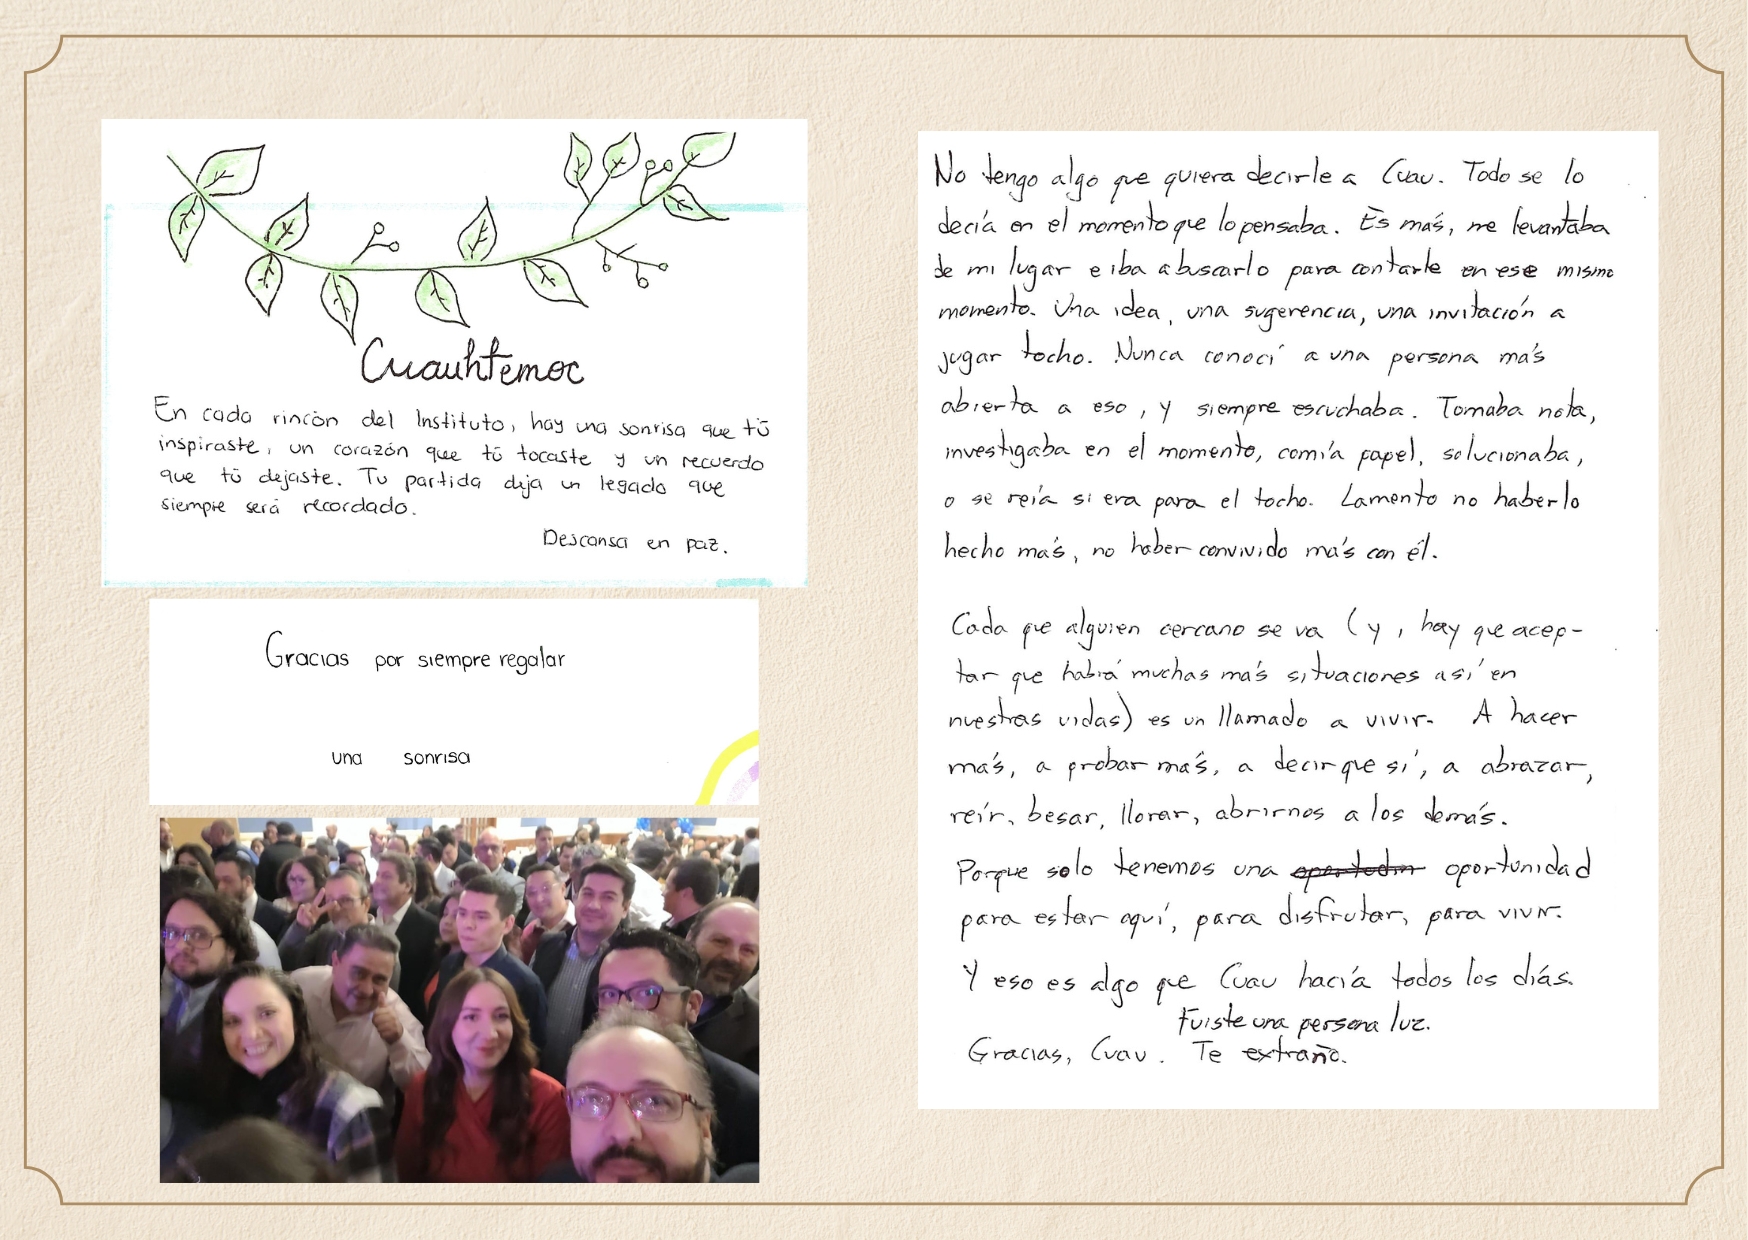 Cuauhtemoc
En cada rincón del Instituto, hay una sonrisa que tú
inspiraste, un corazón que tú tocaste y un recuerdo
que tú dejaste. Tu partida deja un legado que
siempre será recordado.
Descansa en paz.
Gracias por siempre regalar
una sonrisa
No tengo algo que quiera decirle a Cuau. Todo se lo
decía en el momento que lo pensaba. Es más, me levantaba
de mi lugar e iba a buscarlo para contarle en ese mismo
momento. Una idea, una sugerencia, una invitación a
jugar tocho. Nunca conocí a una persona más
abierta a eso, y siempre escuchaba. Tomaba nota,
investigaba en el momento, comía papel, solucionaba,
o se reía si era para el tocho. Lamento no haberlo
hecho más, no haber convivido más con él.
Cada que alguien cercano se va (y, hay que acep-
tar que habrá muchas más situaciones así en
nuestras vidas) es un llamado a vivir. A hacer
más, a probar más, a decir que sí, a abrazar,
reír, besar, llorar, abrirnos a los demás.
Porque solo tenemos una oportunidad
para estar aquí, para disfrutar, para vivir.
Y eso es algo que Cuau hacía todos los días.
Fuiste una persona luz.
Gracias, Cuau. Te extraño.